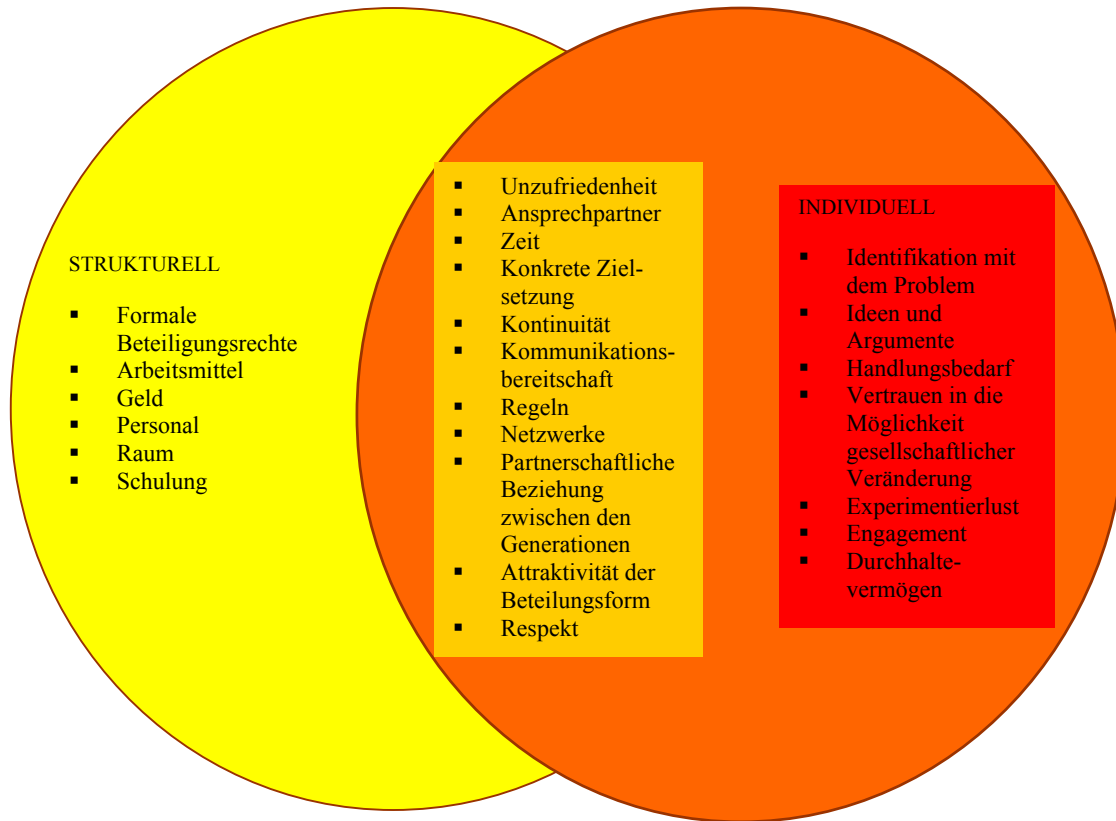 STRUKTURELL
▪ Formale
Beteiligungsrechte
▪ Arbeitsmittel
▪ Geld
▪ Personal
▪ Raum
▪ Schulung
▪ Unzufriedenheit
▪ Ansprechpartner
▪ Zeit
▪ Konkrete Ziel-
setzung
▪ Kontinuität
▪ Kommunikations-
bereitschaft
▪ Regeln
▪ Netzwerke
▪ Partnerschaftliche
Beziehung
zwischen den
Generationen
▪ Attraktivität der
Beteilungsform
▪ Respekt
INDIVIDUELL
▪ Identifikation mit
dem Problem
▪ Ideen und
Argumente
▪ Handlungsbedarf
▪ Vertrauen in die
Möglichkeit
gesellschaftlicher
Veränderung
▪ Experimentierlust
▪ Engagement
▪ Durchhalte-
vermögen